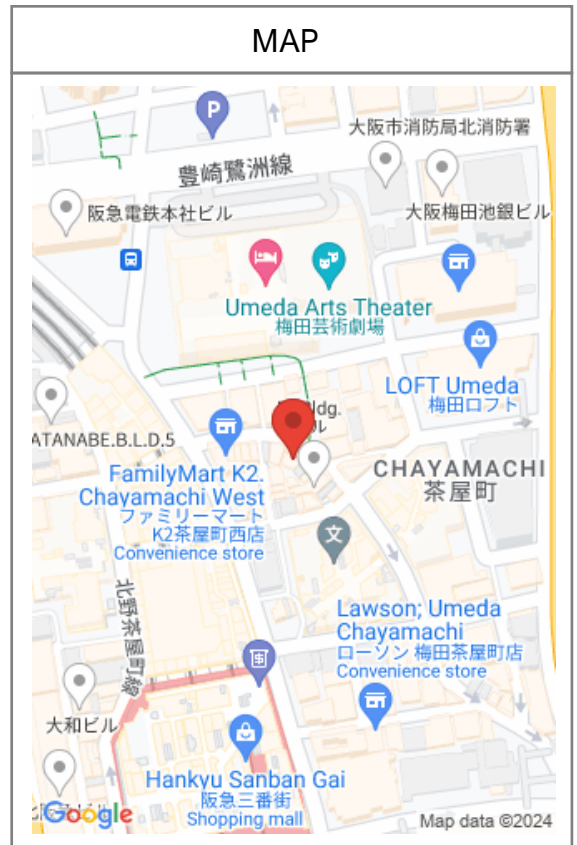 MAP
P
大阪市消防局北消防署
豊崎鷺洲線
阪急電鉄本社ビル
大阪梅田池銀ビル
Umeda Arts Theater
梅田芸術劇場
LOFT Umeda
梅田ロフト
ldg.
ル
ATANABE.B.L.D.5
CHAYAMACHI
茶屋町
FamilyMart K2.
Chayamachi West
ファミリーマート
K2茶屋町西店
Convenience store
文
北野茶屋町線
Lawson; Umeda
Chayamachi
ローソン 梅田茶屋町店
Convenience store
大和ビル
Hankyu Sanban Gai
阪急三番街
Shopping mall
Google
Map data ©2024